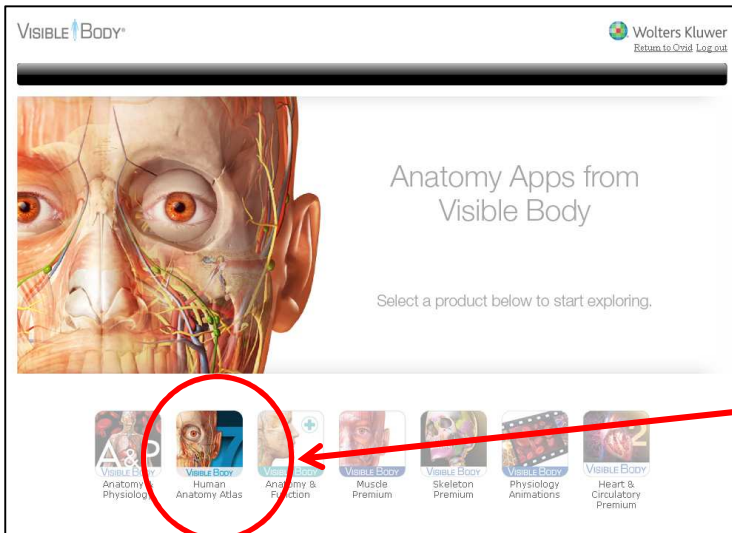 VISIBLE BODY®
Wolters Kluwer
Return to Ovid Log out
Anatomy Apps from
Visible Body
Select a product below to start exploring.
A&P 7 2
VISIBLE BODY VISIBLE BODY VISIBLE BODY VISIBLE BODY VISIBLE BODY VISIBLE BODY VISIBLE BODY
Anatomy & Physiology
Human Anatomy Atlas
Anatomy & Function
Muscle Premium
Skeleton Premium
Physiology Animations
Heart & Circulatory Premium